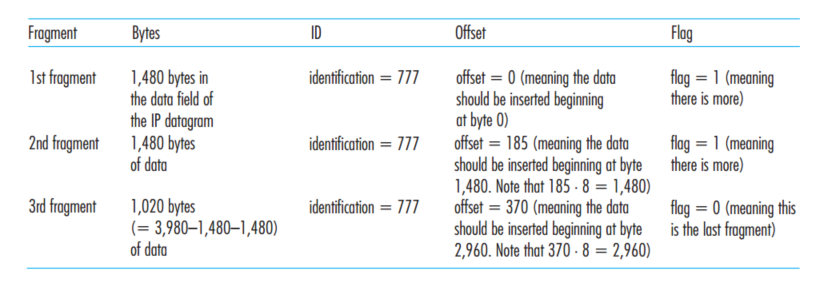 Fragment Bytes ID Offset Flag
1st fragment 1,480 bytes in identification = 777 offset = 0 (meaning the data flag = 1 (meaning
the data field of should be inserted beginning there is more)
the IP datagram at byte 0)
2nd fragment 1,480 bytes identification = 777 offset = 185 (meaning the data flag = 1 (meaning
of data should be inserted beginning at byte there is more)
1,480. Note that 185 · 8 = 1,480)
3rd fragment 1,020 bytes identification = 777 offset = 370 (meaning the data flag = 0 (meaning this
(= 3,980–1,480–1,480) should be inserted beginning at byte is the last fragment)
of data 2,960. Note that 370 · 8 = 2,960)